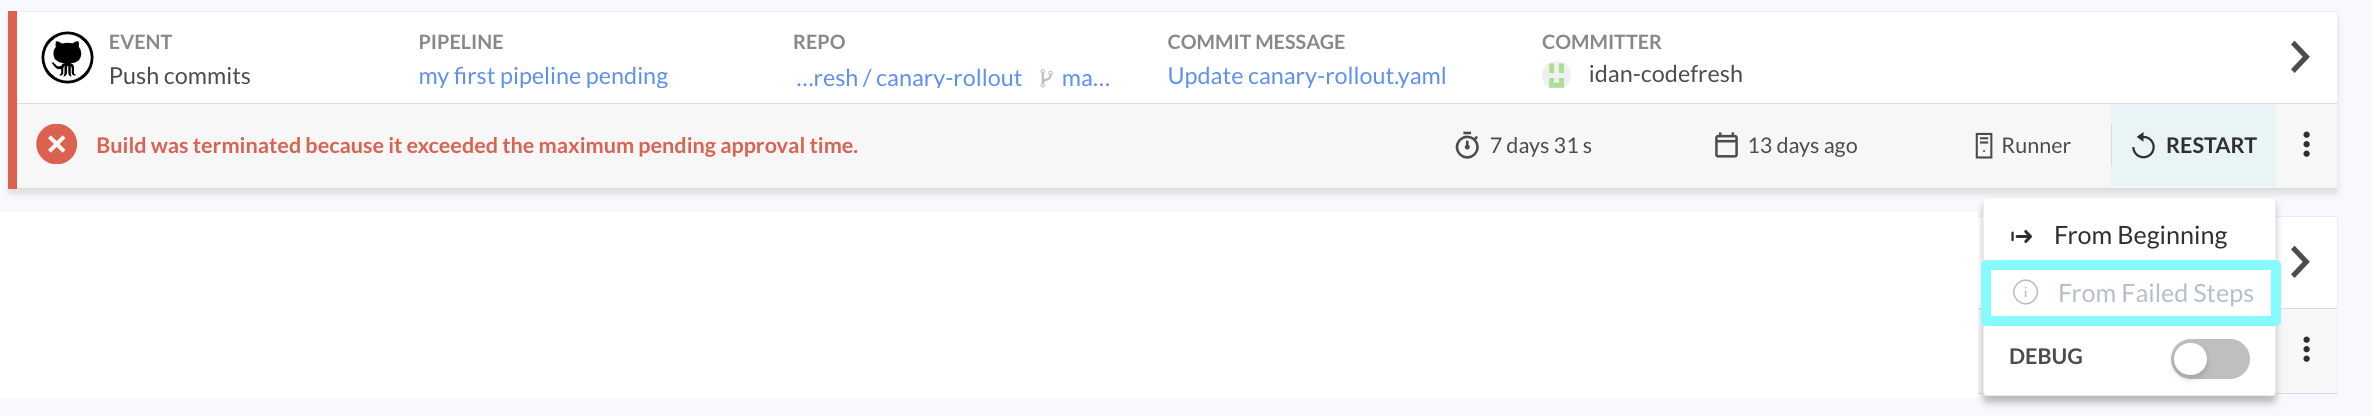 EVENT PIPELINE REPO COMMIT MESSAGE COMMITTER
Push commits my first pipeline pending ...resh / canary-rollout ma... Update canary-rollout.yaml idan-codefresh
Build was terminated because it exceeded the maximum pending approval time. 7 days 31 s 13 days ago Runner RESTART
From Beginning
From Failed Steps
DEBUG